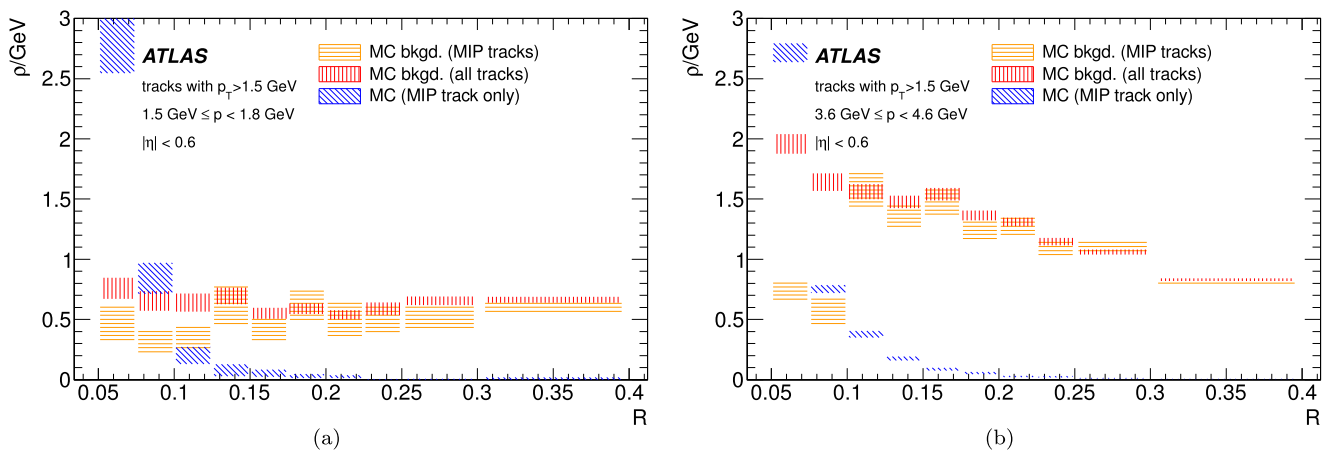 ρ/GeV
3
2.5
2
1.5
1
0.5
0
ATLAS
tracks with pT>1.5 GeV
1.5 GeV ≤ p < 1.8 GeV
|η| < 0.6
MC bkgd. (MIP tracks)
MC bkgd. (all tracks)
MC (MIP track only)
0.05 0.1 0.15 0.2 0.25 0.3 0.35 0.4
R
(a)
ρ/GeV
3
2.5
2
1.5
1
0.5
0
ATLAS
tracks with pT>1.5 GeV
3.6 GeV ≤ p < 4.6 GeV
|η| < 0.6
MC bkgd. (MIP tracks)
MC bkgd. (all tracks)
MC (MIP track only)
0.05 0.1 0.15 0.2 0.25 0.3 0.35 0.4
R
(b)